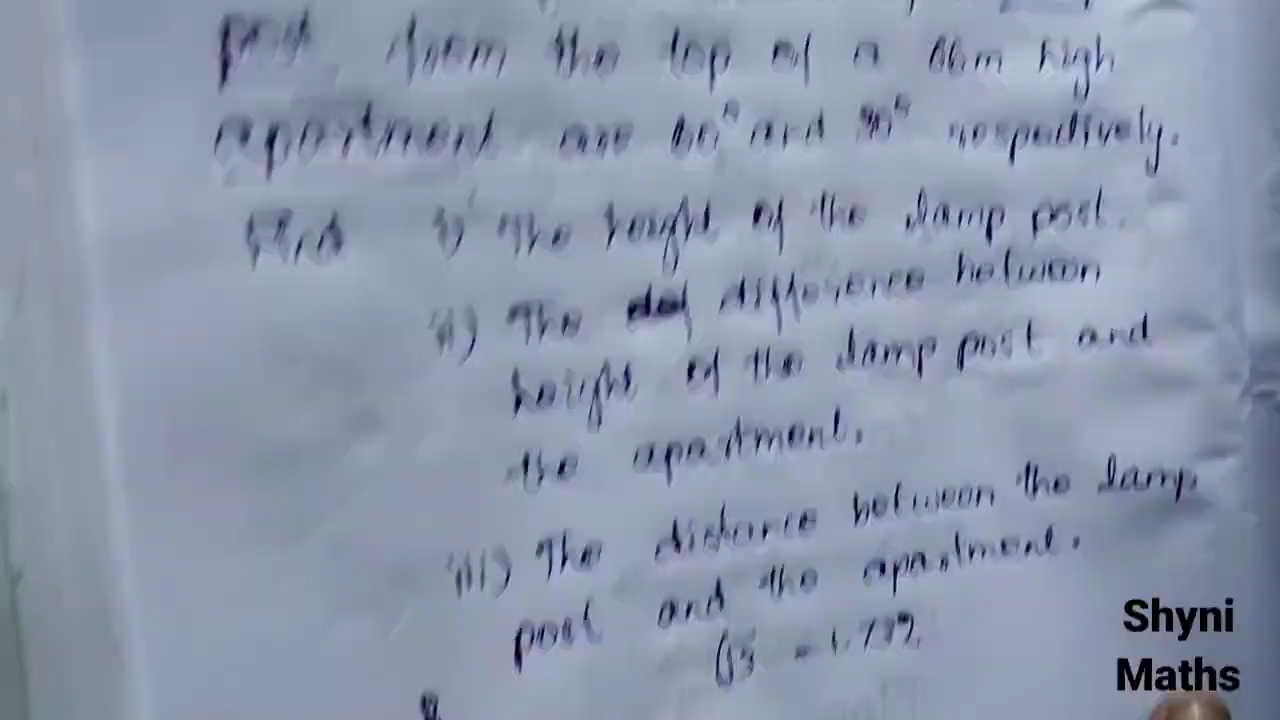 post from the top of a 66m high
apartment are 60° and 30° respectively.
Find i) The height of the lamp post.
ii) The difference between
height of the lamp post and
the apartment.
iii) The distance between the lamp
post and the apartment.
(√3 = 1.732
Shyni
Maths